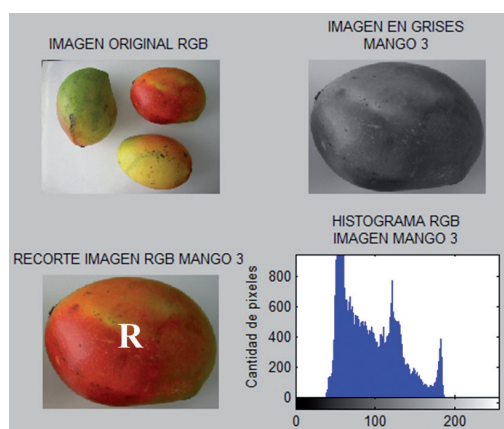 IMAGEN ORIGINAL RGB
IMAGEN EN GRISES
MANGO 3
RECORTE IMAGEN RGB MANGO 3
R
HISTOGRAMA RGB
IMAGEN MANGO 3
Cantidad de pixeles
800
600
400
200
0
0
100
200